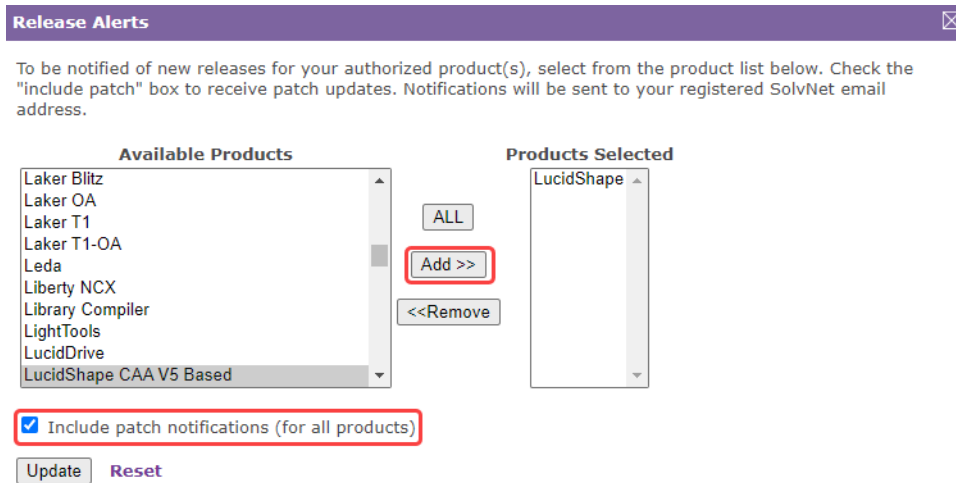 Release Alerts
To be notified of new releases for your authorized product(s), select from the product list below. Check the
"include patch" box to receive patch updates. Notifications will be sent to your registered SolvNet email
address.
Available Products
Laker Blitz
Laker OA
Laker T1
Laker T1-OA
Leda
Liberty NCX
Library Compiler
LightTools
LucidDrive
LucidShape CAA V5 Based
ALL
Add >>
<<Remove
Products Selected
LucidShape
Include patch notifications (for all products)
Update Reset